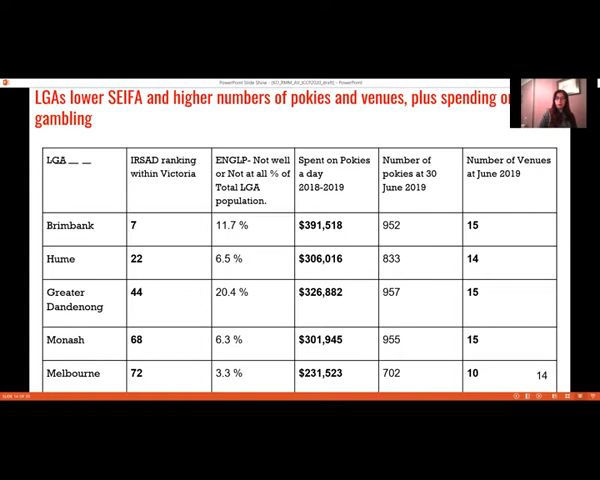 PowerPoint Slide Show -
- PowerPoint
LGAs lower SEIFA and higher numbers of pokies and venues, plus spending
gambling
LGA _ _ IRSAD ranking ENGLP- Not well Spent on Pokies Number of Number of Venues
within Victoria or Not at all % of a day pokies at 30 at June 2019
Total LGA 2018-2019 June 2019
population.
Brimbank 7 11.7 % $391,518 952 15
Hume 22 6.5 % $306,016 833 14
Greater 44 20.4 % $326,882 957 15
Dandenong
Monash 68 6.3 % $301,945 955 15
Melbourne 72 3.3 % $231,523 702 10
14